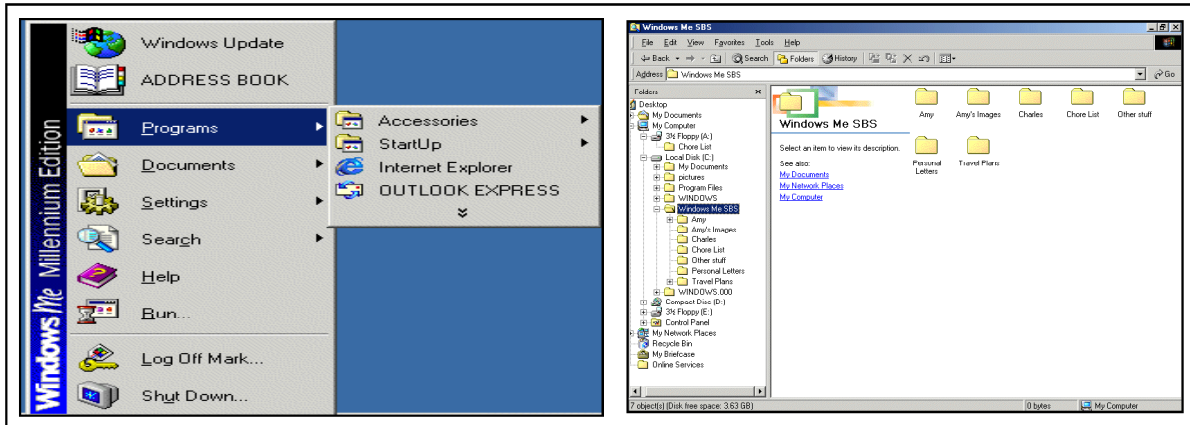 Windows Me Millennium Edition
Windows Update
ADDRESS BOOK
Programs
Documents
Settings
Search
Help
Run...
Log Off Mark...
Shut Down...
Accessories
StartUp
Internet Explorer
OUTLOOK EXPRESS
Windows Me SBS
File Edit View Favorites Tools Help
Back Search Folders History
Address Windows Me SBS Go
Folders
Desktop
My Documents
My Computer
3½ Floppy (A:)
Chore List
Local Disk (C:)
My Documents
pictures
Program Files
WINDOWS
Windows Me SBS
Amy
Amy's Images
Charles
Chore List
Other stuff
Personal Letters
Travel Plans
WINDOWS.000
Compact Disc (D:)
3½ Floppy (E:)
Control Panel
My Network Places
Recycle Bin
My Briefcase
Online Services
Windows Me SBS
Select an item to view its description.
See also:
My Documents
My Network Places
My Computer
Amy Amy's Images Charles Chore List Other stuff
Personal Travel Plans
Letters
7 object(s) (Disk free space: 3.63 GB) 0 bytes My Computer